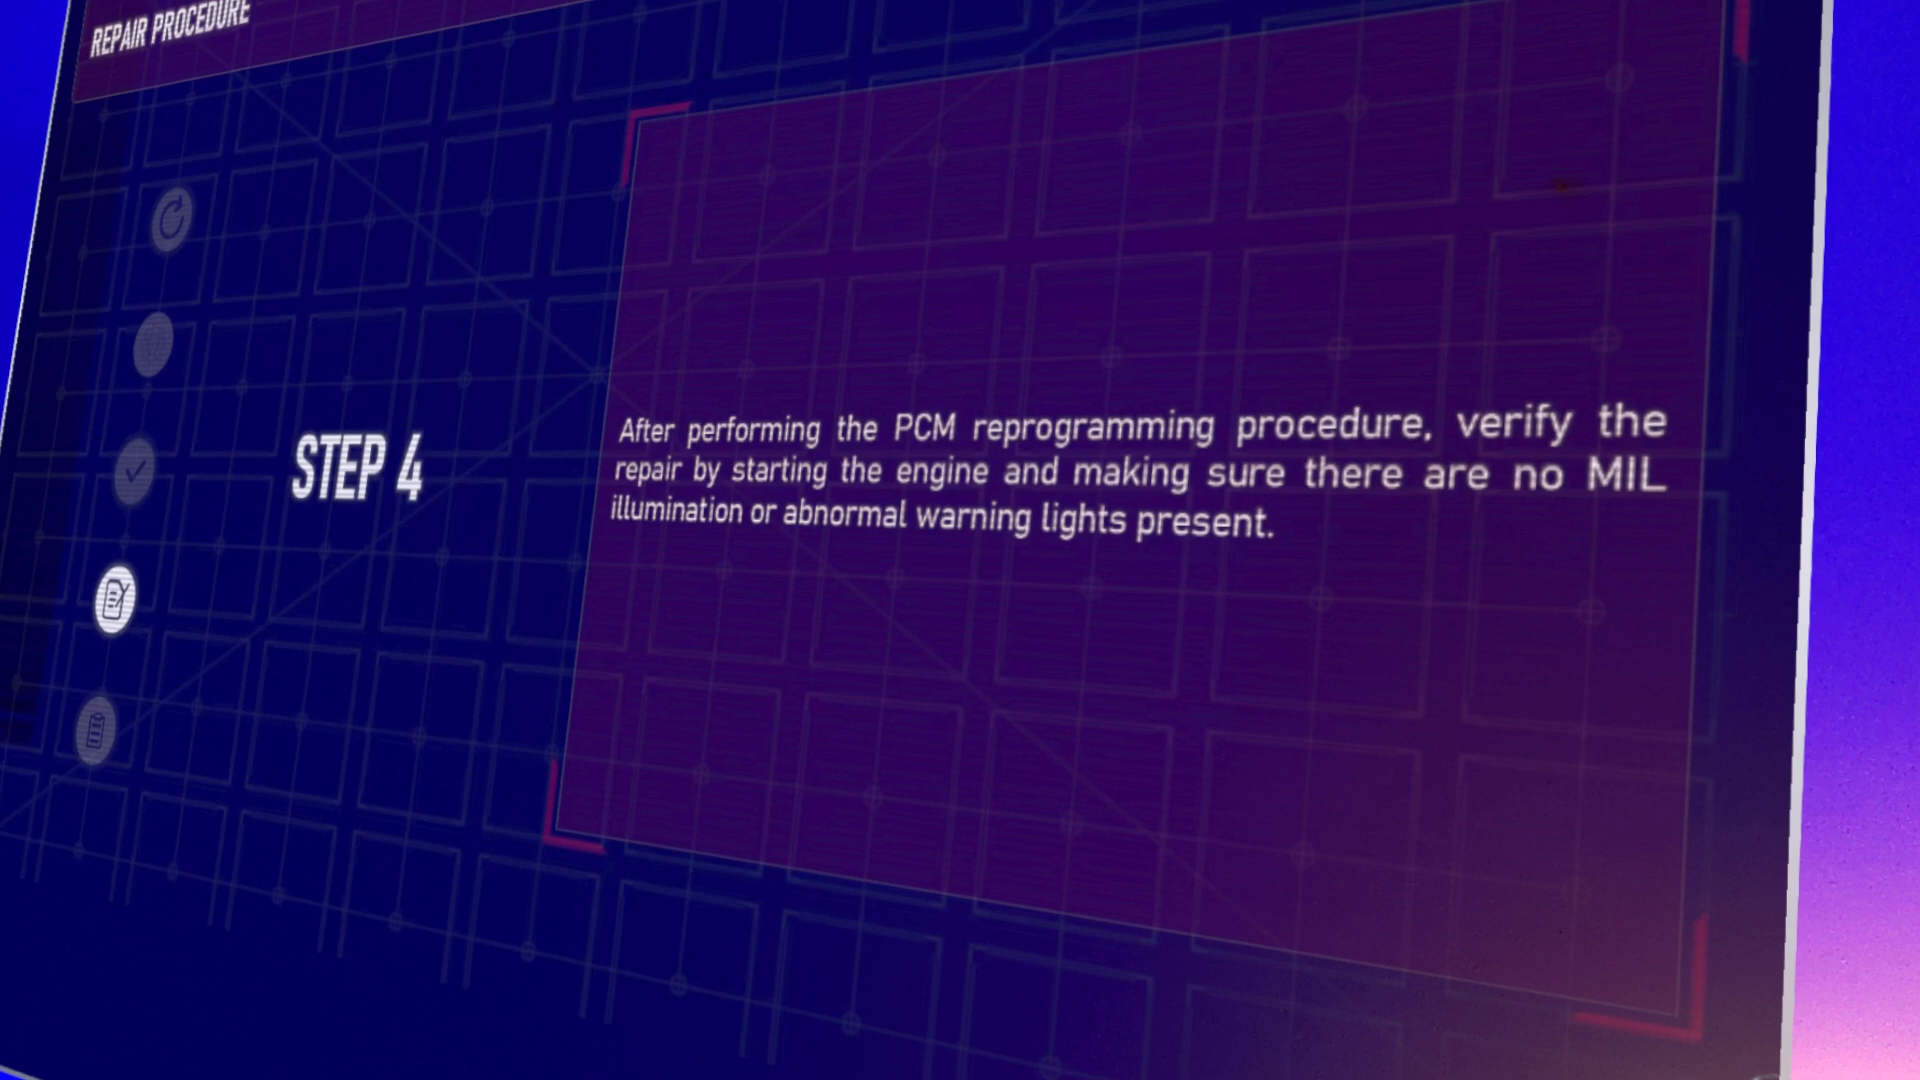 REPAIR PROCEDURE
STEP 4
After performing the PCM reprogramming procedure, verify the
repair by starting the engine and making sure there are no MIL
illumination or abnormal warning lights present.